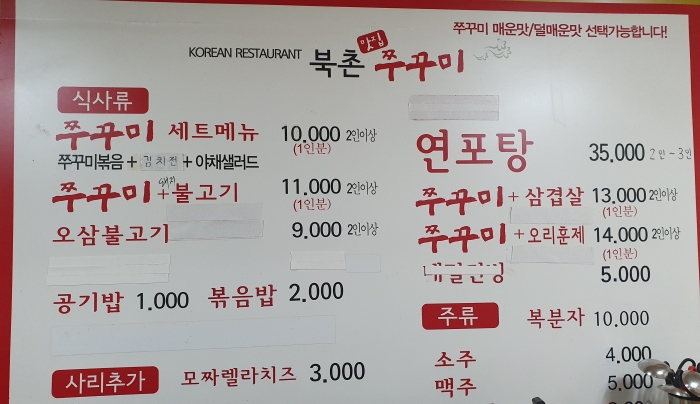 쭈꾸미 매운맛/덜매운맛 선택가능합니다!
KOREAN RESTAURANT 북촌 맛집 쭈꾸미
식사류
쭈꾸미 세트메뉴 10.000 2인이상
(1인분)
쭈꾸미볶음 + 김치전 + 야채샐러드
쭈꾸미 + 돼지 불고기 11.000 2인이상
(1인분)
오삼불고기 9.000 2인이상
공기밥 1.000 볶음밥 2.000
사리추가 모짜렐라치즈 3.000
연포탕 35.000 2인~3인
쭈꾸미 + 삼겹살 13.000 2인이상
(1인분)
쭈꾸미 + 오리훈제 14.000 2인이상
(1인분)
5.000
주류 복분자 10.000
소주 4.000
맥주 5.000